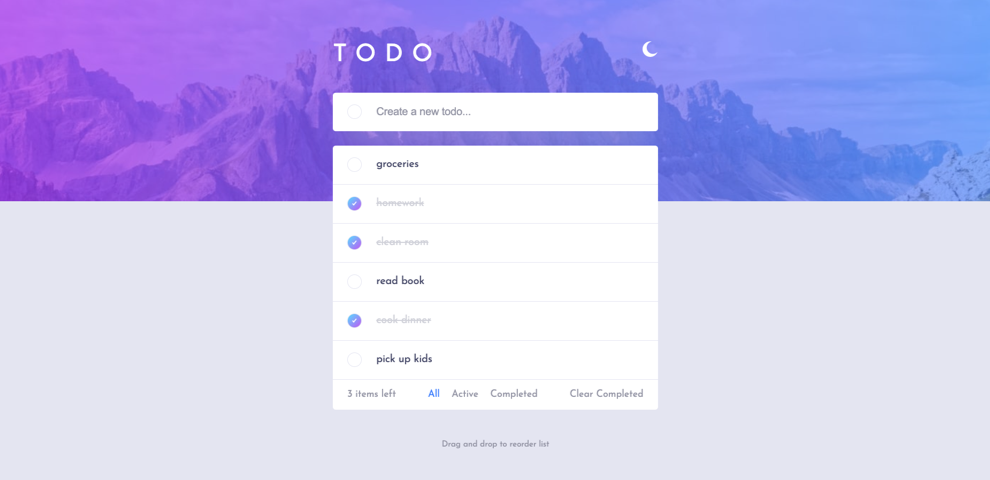 TODO
Create a new todo...
groceries
homework
clean room
read book
cook dinner
pick up kids
3 items left All Active Completed Clear Completed
Drag and drop to reorder list